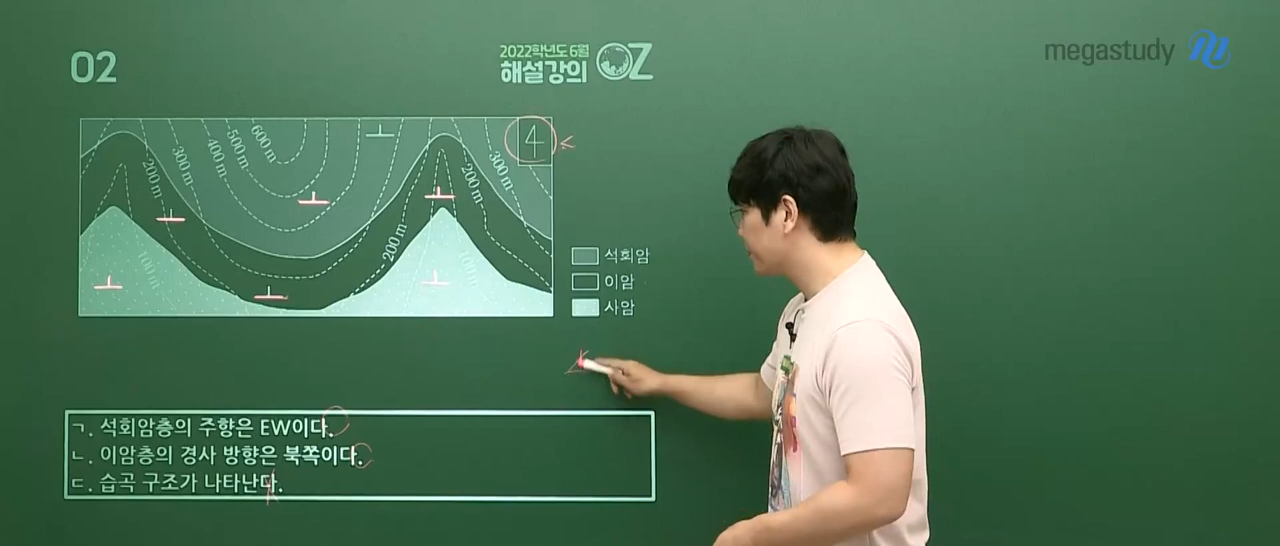 02
2022학년도 6월
해설강의 OZ
megastudy
600 m
500 m
400 m
300 m
200 m
200 m
200 m
300 m
100 m
100 m
4
석회암
이암
사암
ㄱ. 석회암층의 주향은 EW이다.
ㄴ. 이암층의 경사 방향은 북쪽이다.
ㄷ. 습곡 구조가 나타난다.